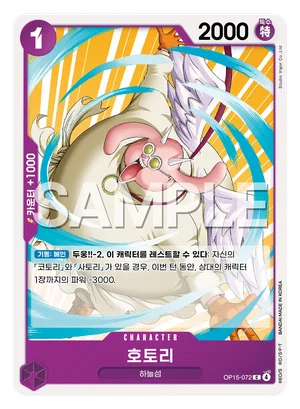 1
2000
특수
特
카운터 +1000
SAMPLE
기동: 메인 두웅!!-2, 이 캐릭터를 레스트할 수 있다: 자신의
「코토리」와 「사토리」가 있을 경우, 이번 턴 동안, 상대의 캐릭터
1장까지의 파워 -3000.
CHARACTER
호토리
하늘섬
OP15-072
BANDAI MADE IN KOREA